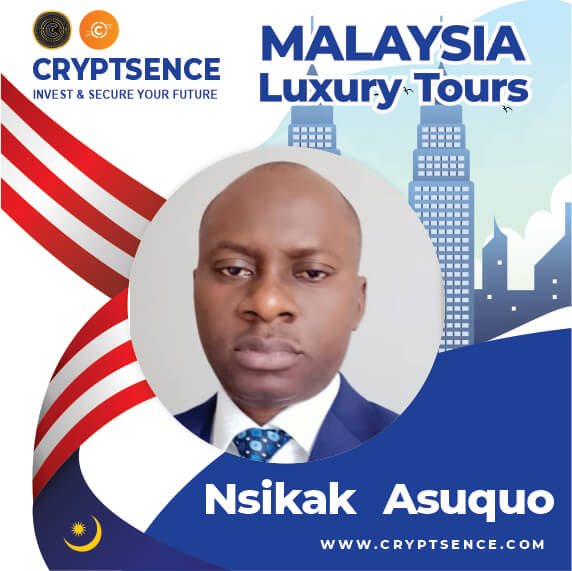 CRYPTSENCE
INVEST & SECURE YOUR FUTURE
MALAYSIA
Luxury Tours
Nsikak Asuquo
WWW.CRYPTSENCE.COM